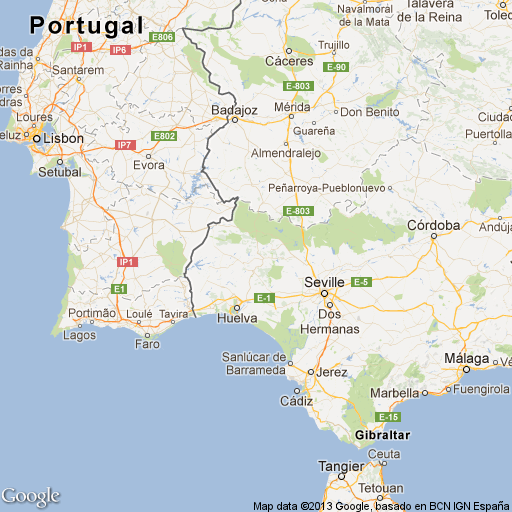 Portugal
E806
IP1
IP6
Navalmoral
de la Mata
Talavera
de la Reina
Toledo
das da
Rainha
Santarem
Trujillo
Cáceres
E-90
E-803
Loures
Badajoz
Mérida
Don Benito
Ciudad
Puertolla
Guareña
Lisbon
E802
IP7
Almendralejo
Setubal
Evora
Peñarroya-Pueblonuevo
E-803
Córdoba
Andúja
IP1
E1
Seville
E-5
E-1
Portimão
Loulé
Tavira
Huelva
Dos
Hermanas
Lagos
Faro
Sanlúcar de
Barrameda
Jerez
Málaga
Cádiz
Marbella
Fuengirola
E-15
Gibraltar
Ceuta
Tangier
Tetouan
Google
Map data ©2013 Google, basado en BCN IGN España